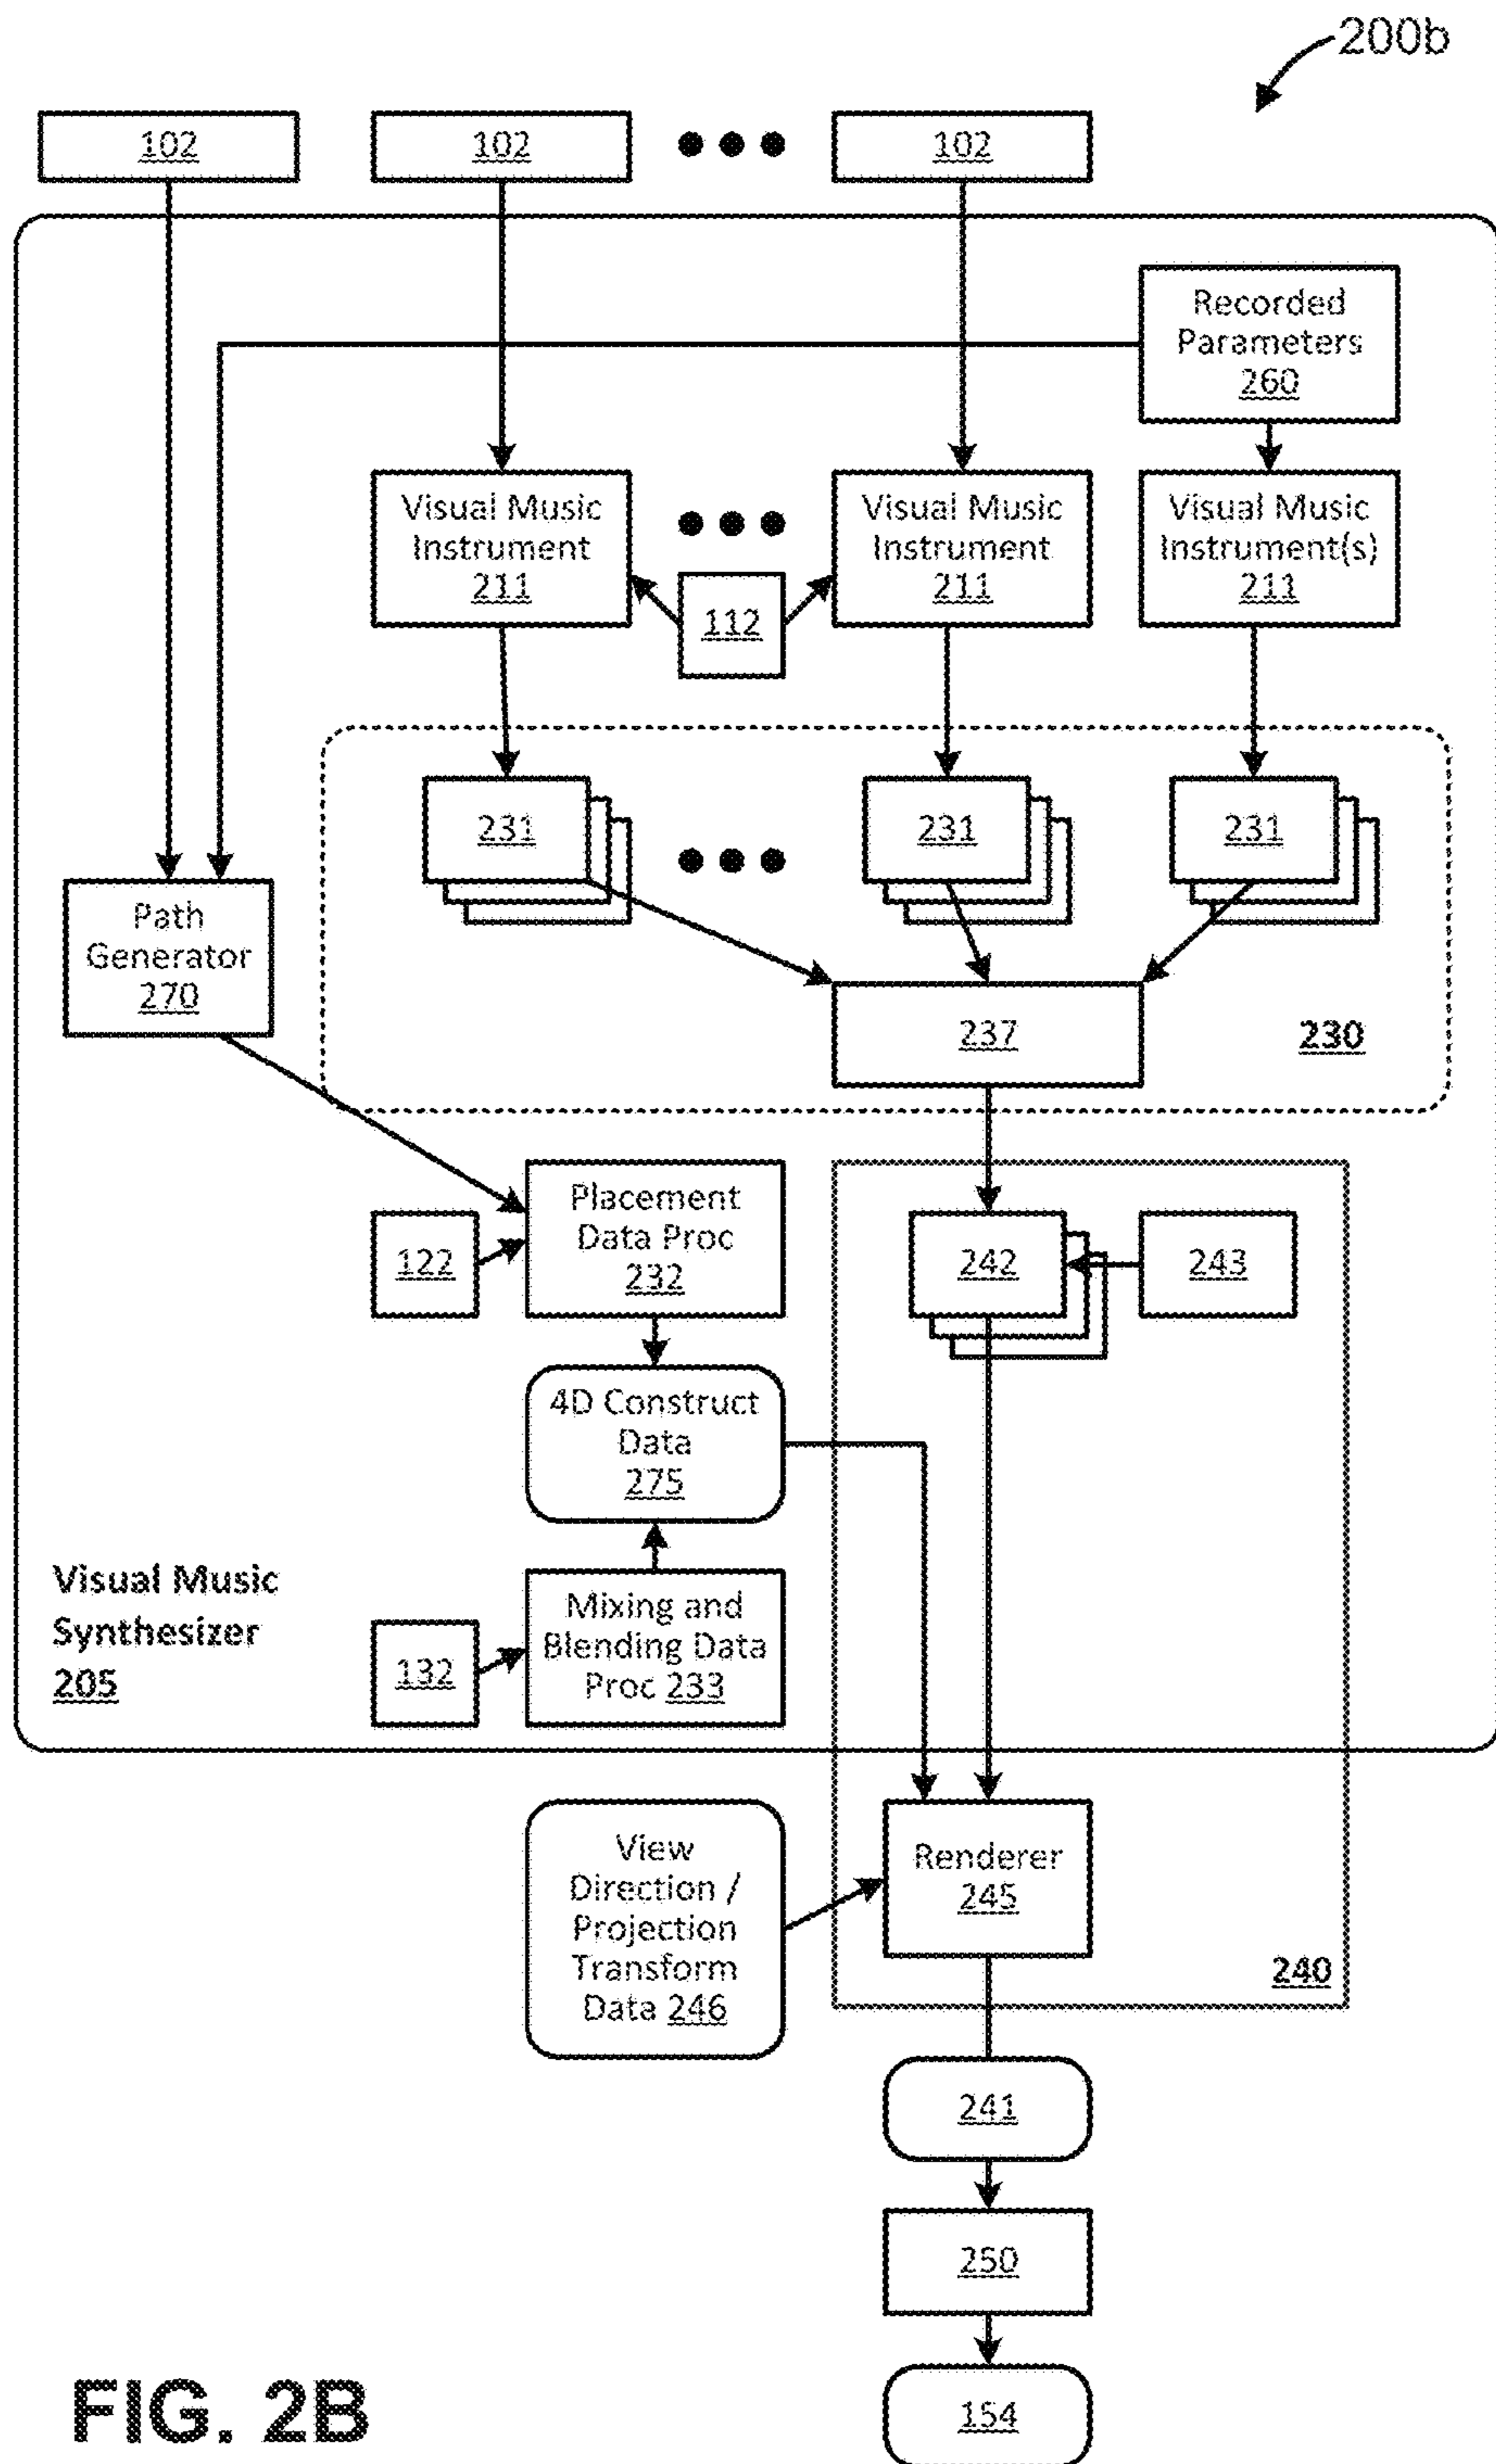 200b
102
102
102
Recorded
Parameters
260
Visual Music
Instrument
211
Visual Music
Instrument
211
Visual Music
Instrument(s)
211
112
231
231
231
Path
Generator
270
237
230
Placement
Data Proc
232
122
242
243
4D Construct
Data
275
Visual Music
Synthesizer
205
Mixing and
Blending Data
Proc 233
132
View
Direction /
Projection
Transform
Data 246
Renderer
245
240
241
250
154
FIG. 2B